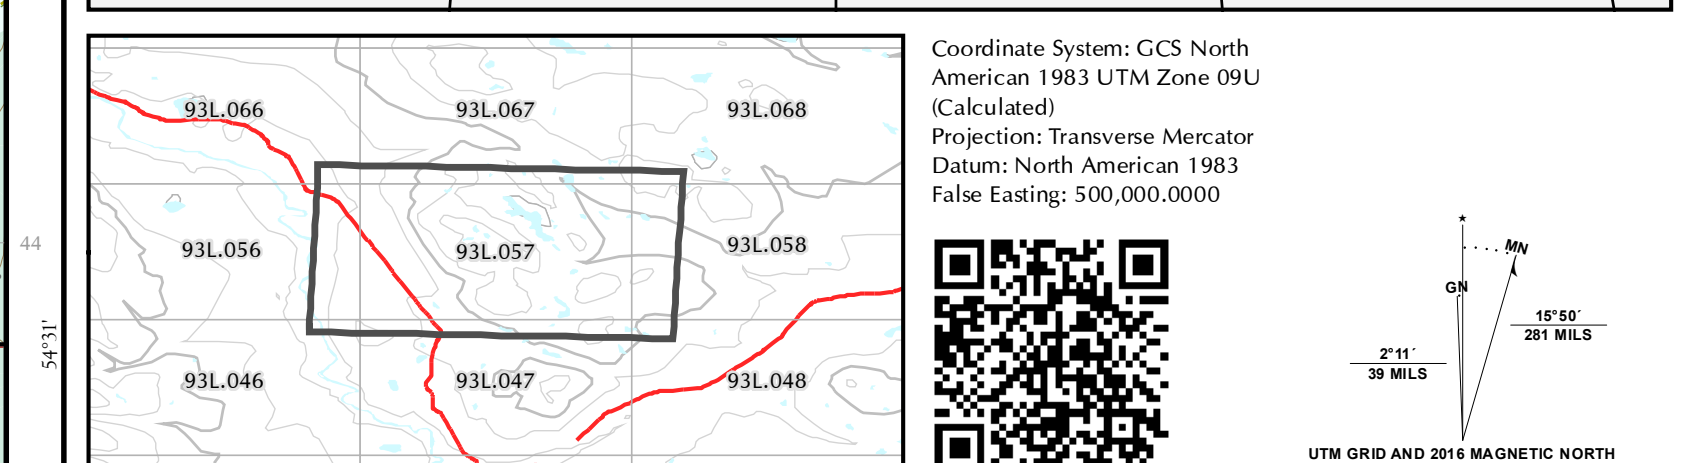 93L.066
93L.067
93L.068
93L.056
93L.057
93L.058
93L.046
93L.047
93L.048
44
54°31'
Coordinate System: GCS North
American 1983 UTM Zone 09U
(Calculated)
Projection: Transverse Mercator
Datum: North American 1983
False Easting: 500,000.0000
MN
GN
15°50´
281 MILS
2°11´
39 MILS
UTM GRID AND 2016 MAGNETIC NORTH